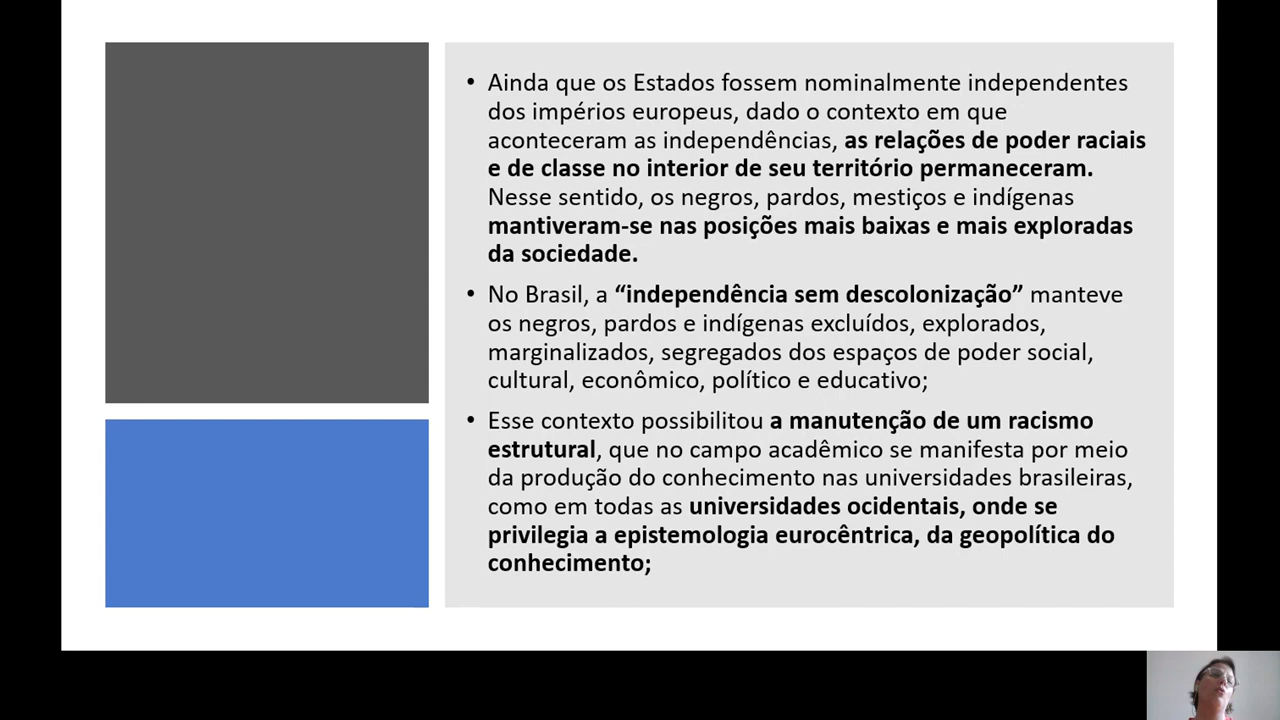 • Ainda que os Estados fossem nominalmente independentes
dos impérios europeus, dado o contexto em que
aconteceram as independências, as relações de poder raciais
e de classe no interior de seu território permaneceram.
Nesse sentido, os negros, pardos, mestiços e indígenas
mantiveram-se nas posições mais baixas e mais exploradas
da sociedade.
• No Brasil, a “independência sem descolonização” manteve
os negros, pardos e indígenas excluídos, explorados,
marginalizados, segregados dos espaços de poder social,
cultural, econômico, político e educativo;
• Esse contexto possibilitou a manutenção de um racismo
estrutural, que no campo acadêmico se manifesta por meio
da produção do conhecimento nas universidades brasileiras,
como em todas as universidades ocidentais, onde se
privilegia a epistemologia eurocêntrica, da geopolítica do
conhecimento;